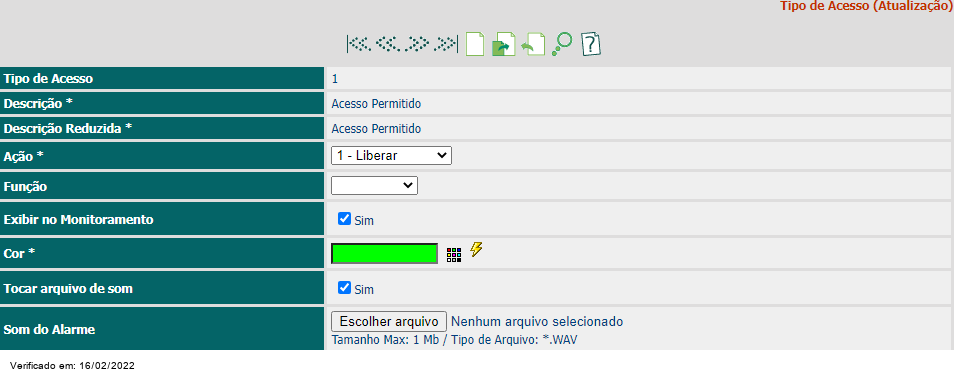 Tipo de Acesso (Atualização)
Tipo de Acesso 1
Descrição * Acesso Permitido
Descrição Reduzida * Acesso Permitido
Ação * 1 - Liberar
Função
Exibir no Monitoramento Sim
Cor *
Tocar arquivo de som Sim
Som do Alarme Escolher arquivo Nenhum arquivo selecionado
Tamanho Max: 1 Mb / Tipo de Arquivo: *.WAV
Verificado em: 16/02/2022